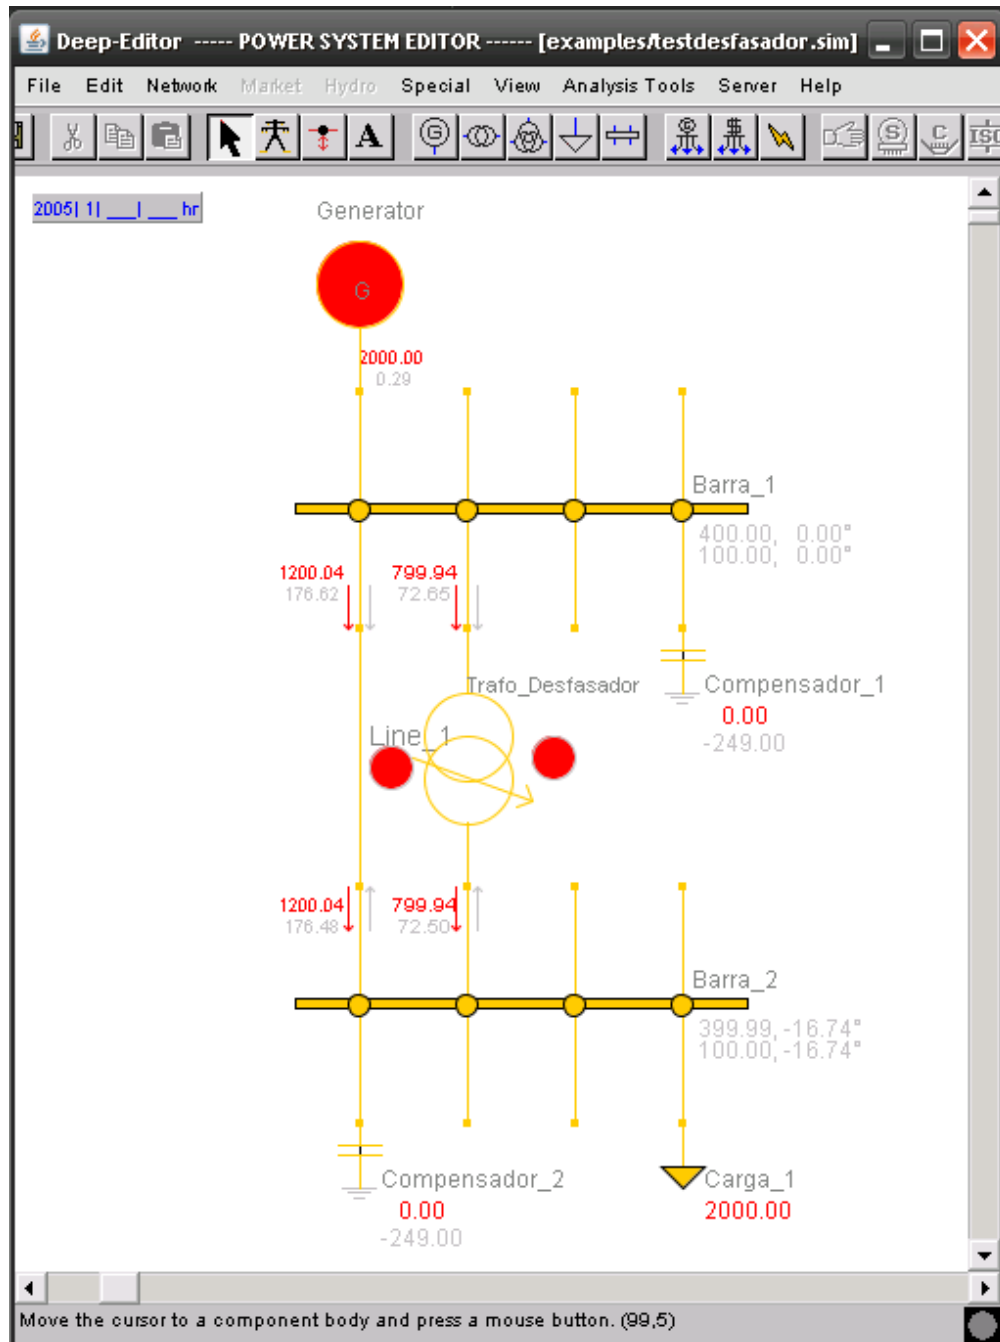 Deep-Editor ----- POWER SYSTEM EDITOR ------ [examples/testdesfasador.sim]
File Edit Network Market Hydro Special View Analysis Tools Server Help
A G S C ISO
2005| 1| ___| ___ hr
Generator
G
2000.00
0.29
Barra_1
400.00, 0.00°
100.00, 0.00°
1200.04 799.94
176.62 72.65
Trafo_Desfasador
Compensador_1
0.00
-249.00
Line_1
1200.04 799.94
176.48 72.50
Barra_2
399.99,-16.74°
100.00,-16.74°
Compensador_2
0.00
-249.00
Carga_1
2000.00
Move the cursor to a component body and press a mouse button. (99,5)